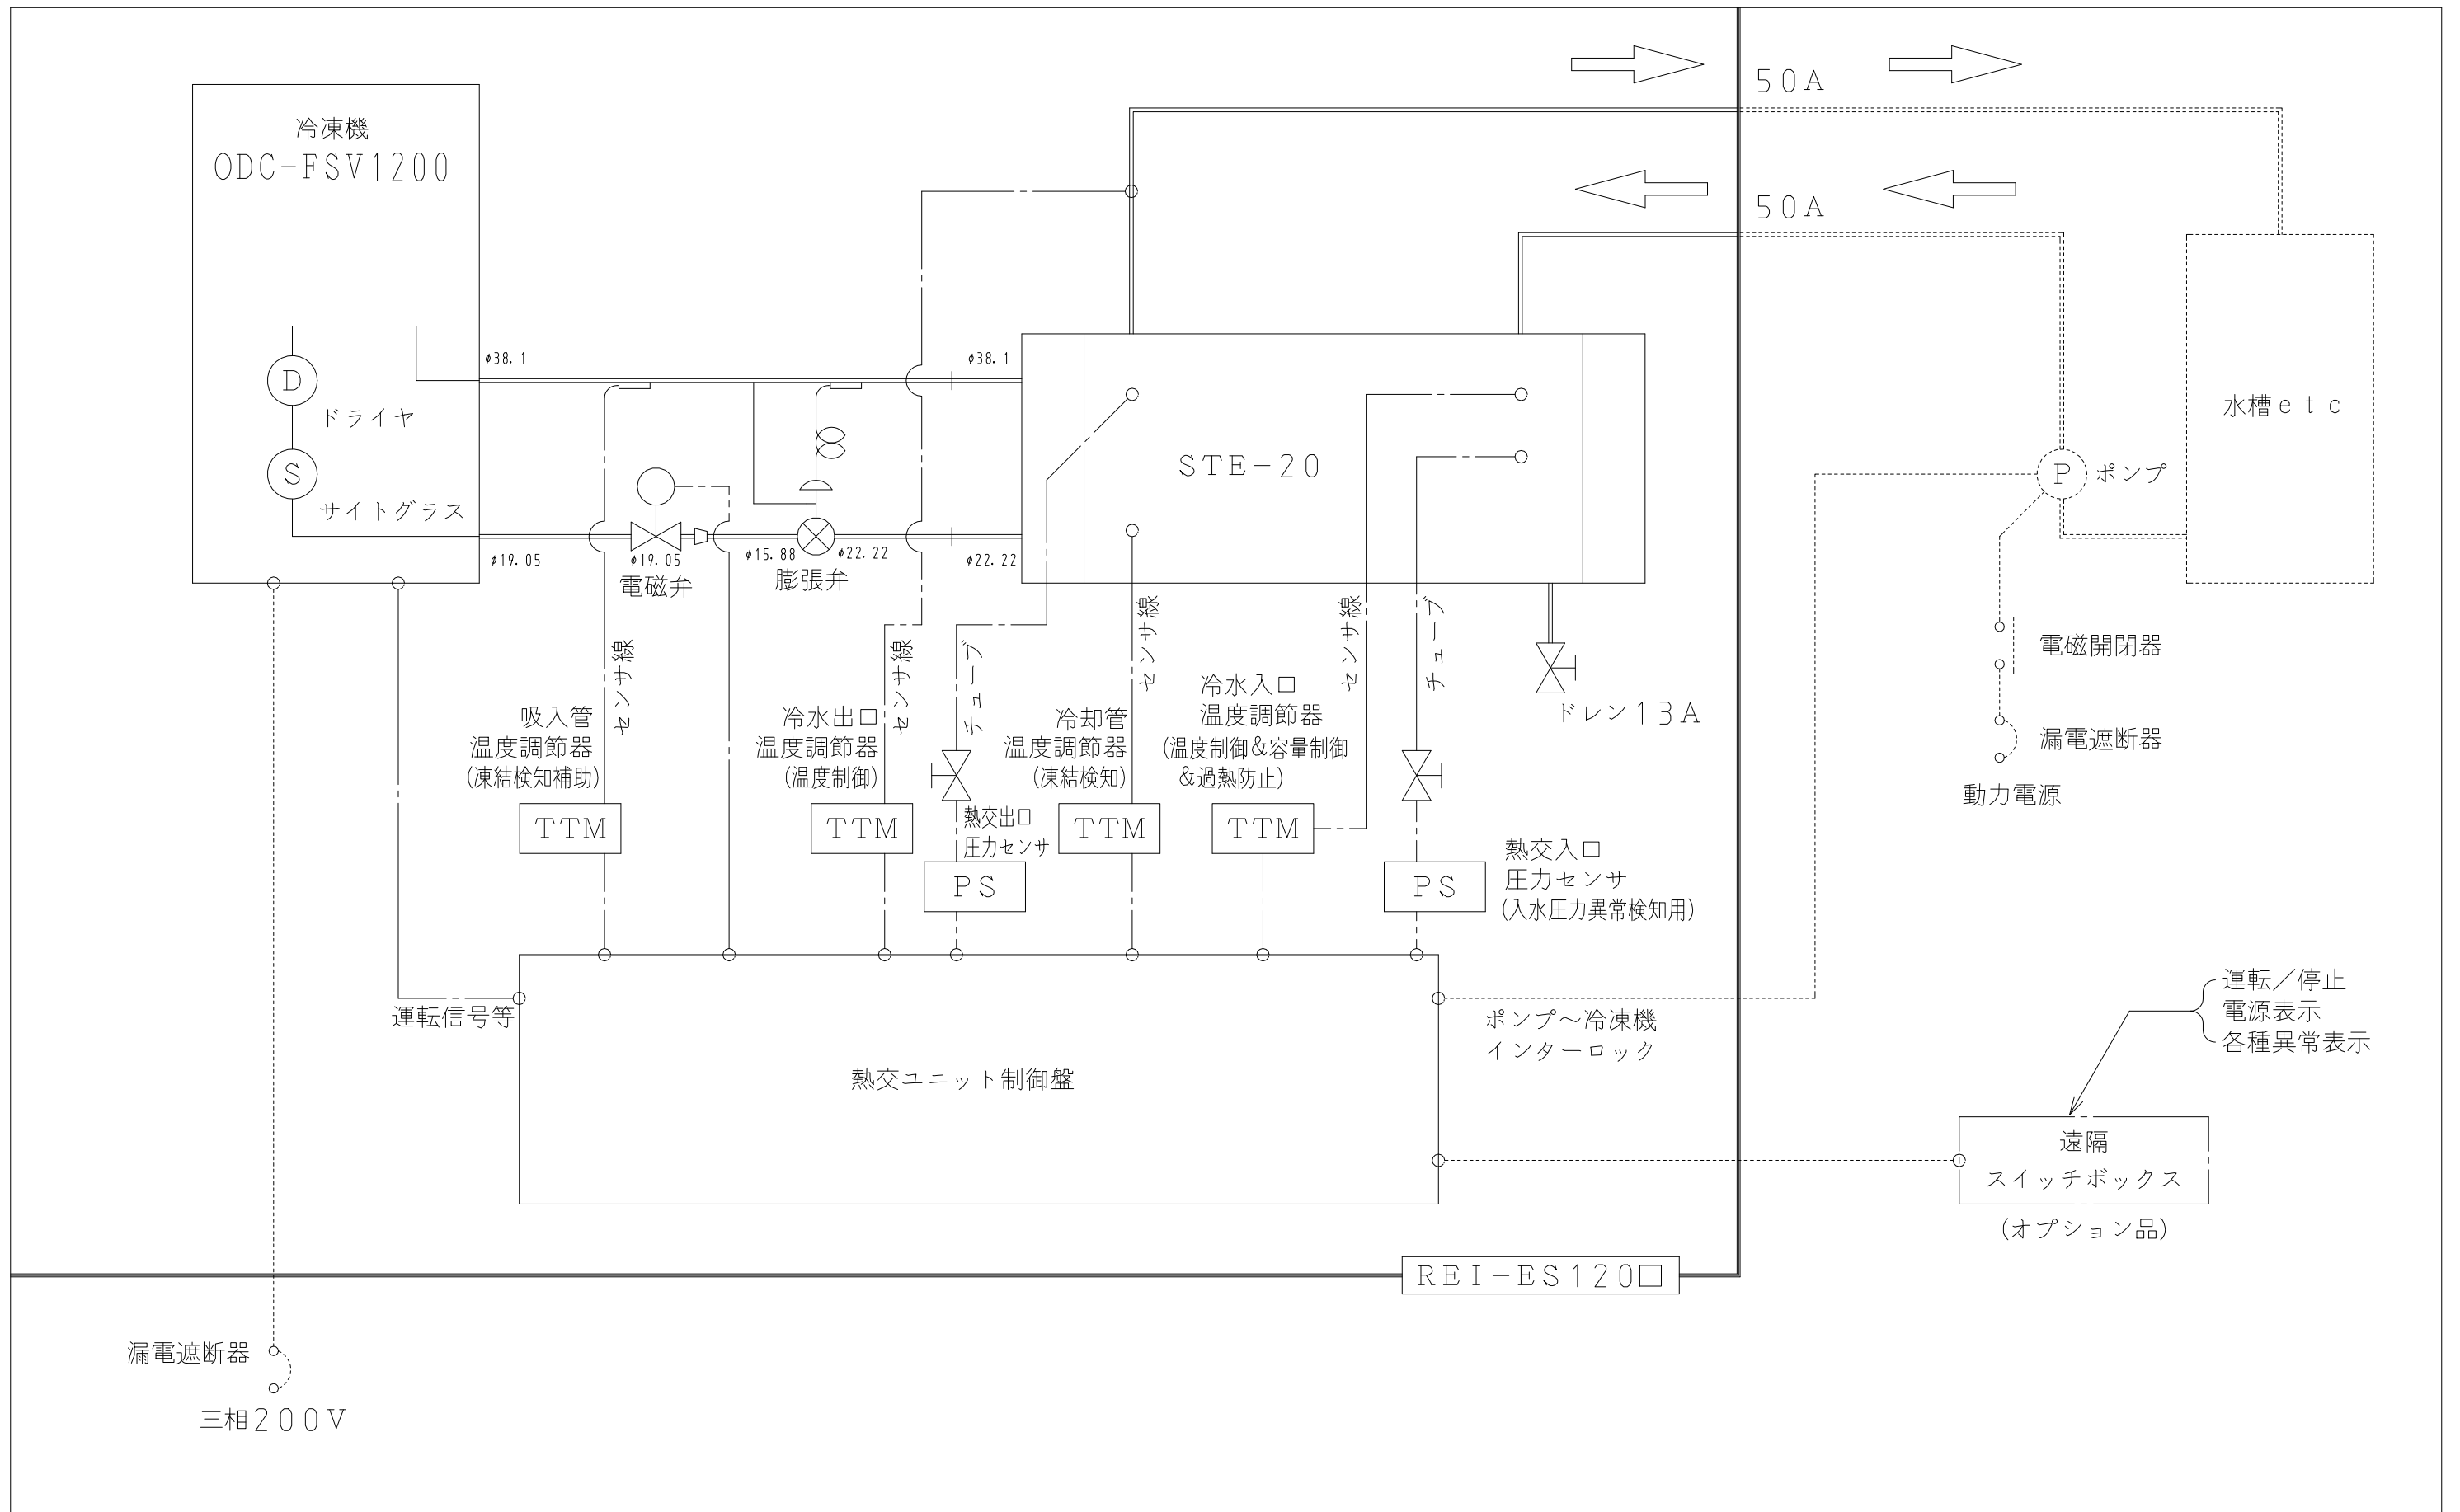 50A
冷凍機
ODC-FSV1200
50A
φ38.1
φ38.1
D
ドライヤ
水槽etc
S
サイトグラス
STE-20
P
ポンプ
φ19.05
φ19.05
φ15.88
φ22.22
φ22.22
電磁弁
膨張弁
センサ線
センサ線
チューブ
センサ線
センサ線
チューブ
電磁開閉器
ドレン13A
漏電遮断器
動力電源
吸入管
温度調節器
(凍結検知補助)
冷水出口
温度調節器
(温度制御)
冷却管
温度調節器
(凍結検知)
冷水入口
温度調節器
(温度制御&容量制御
&過熱防止)
TTM
TTM
熱交出口
圧力センサ
TTM
TTM
PS
PS
熱交入口
圧力センサ
(入水圧力異常検知用)
運転信号等
ポンプ～冷凍機
インターロック
運転／停止
電源表示
各種異常表示
熱交ユニット制御盤
遠隔
スイッチボックス
(オプション品)
REI-ES120□
漏電遮断器
三相200V